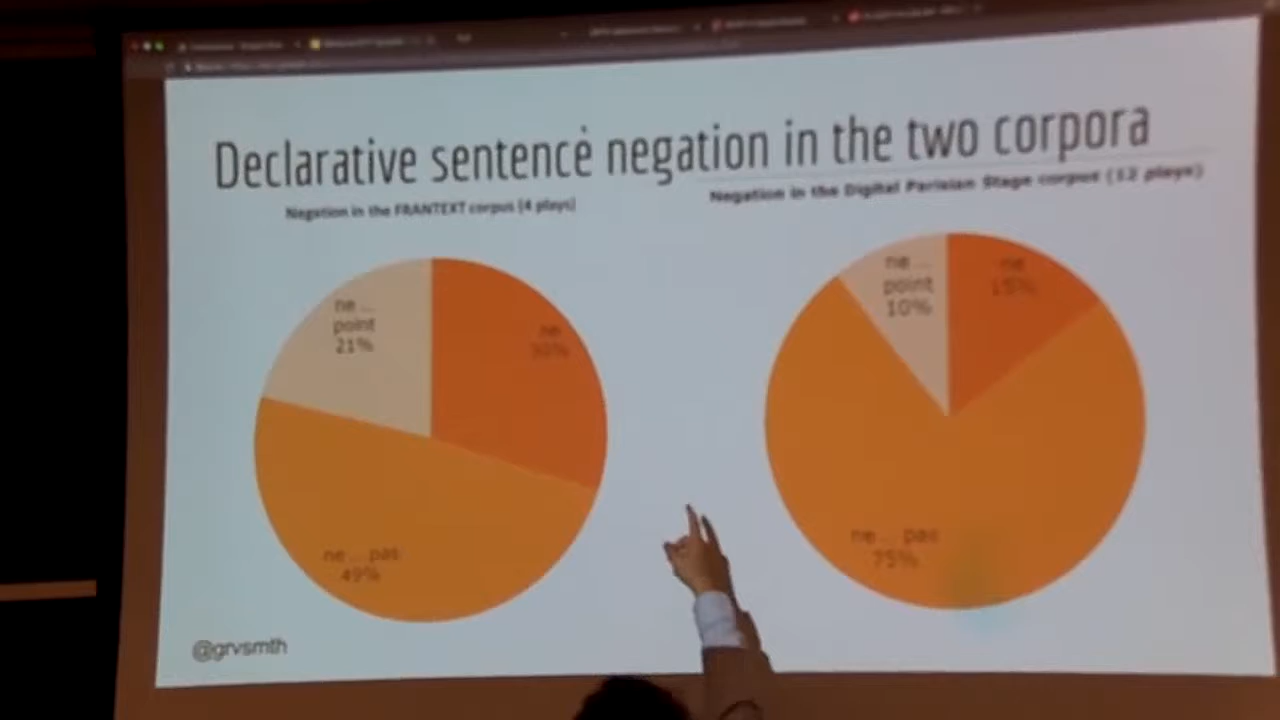 Declarative sentence negation in the two corpora
Negation in the FRANTEXT corpus (4 plays)
Negation in the Digital Parisian Stage corpus (12 plays)
ne ...
point
21%
ne
30%
ne ... pas
49%
ne ...
point
10%
ne
15%
ne ... pas
75%
@grvsmth